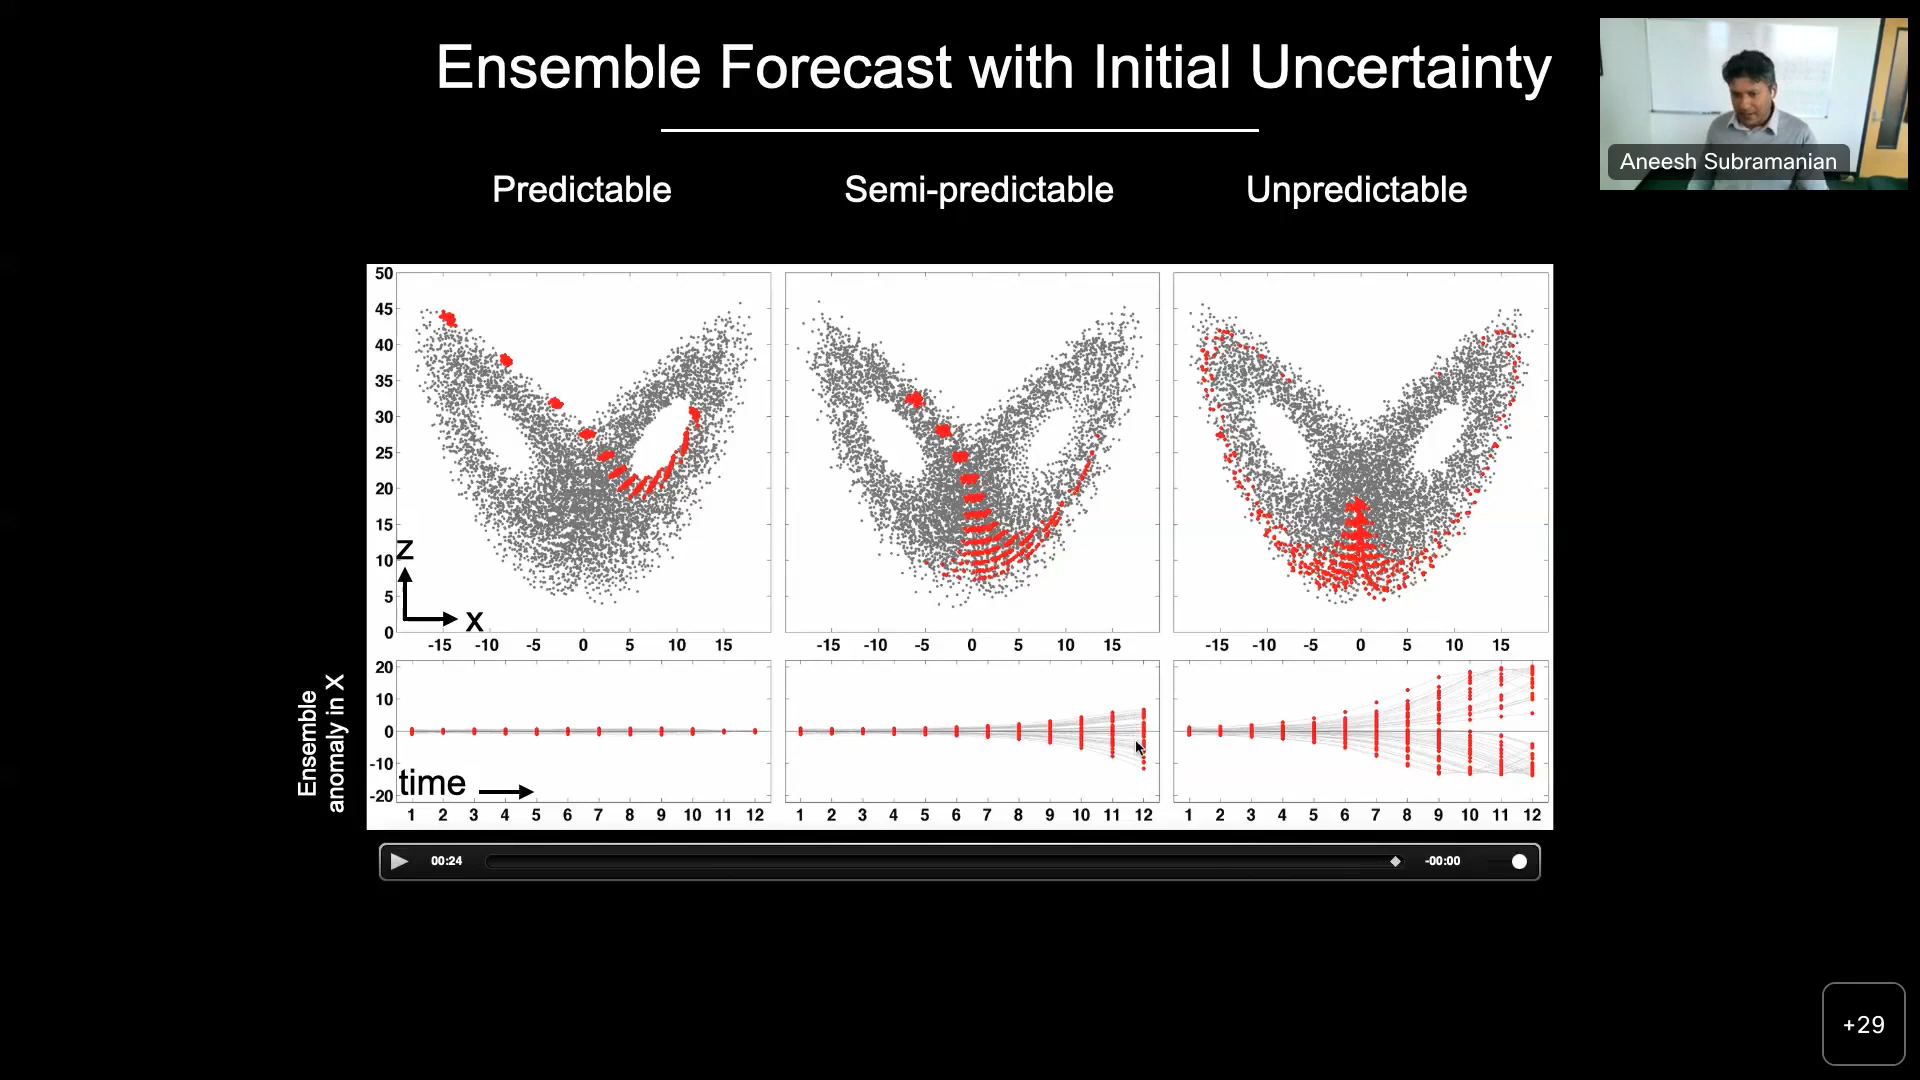 Ensemble Forecast with Initial Uncertainty
Aneesh Subramanian
Predictable Semi-predictable Unpredictable
50
45
40
35
30
25
20
15
10
5
0
Z
X
-15 -10 -5 0 5 10 15
-15 -10 -5 0 5 10 15
-15 -10 -5 0 5 10 15
Ensemble
anomaly in X
20
10
0
-10
-20
time
1 2 3 4 5 6 7 8 9 10 11 12
1 2 3 4 5 6 7 8 9 10 11 12
1 2 3 4 5 6 7 8 9 10 11 12
00:24 -00:00
+29